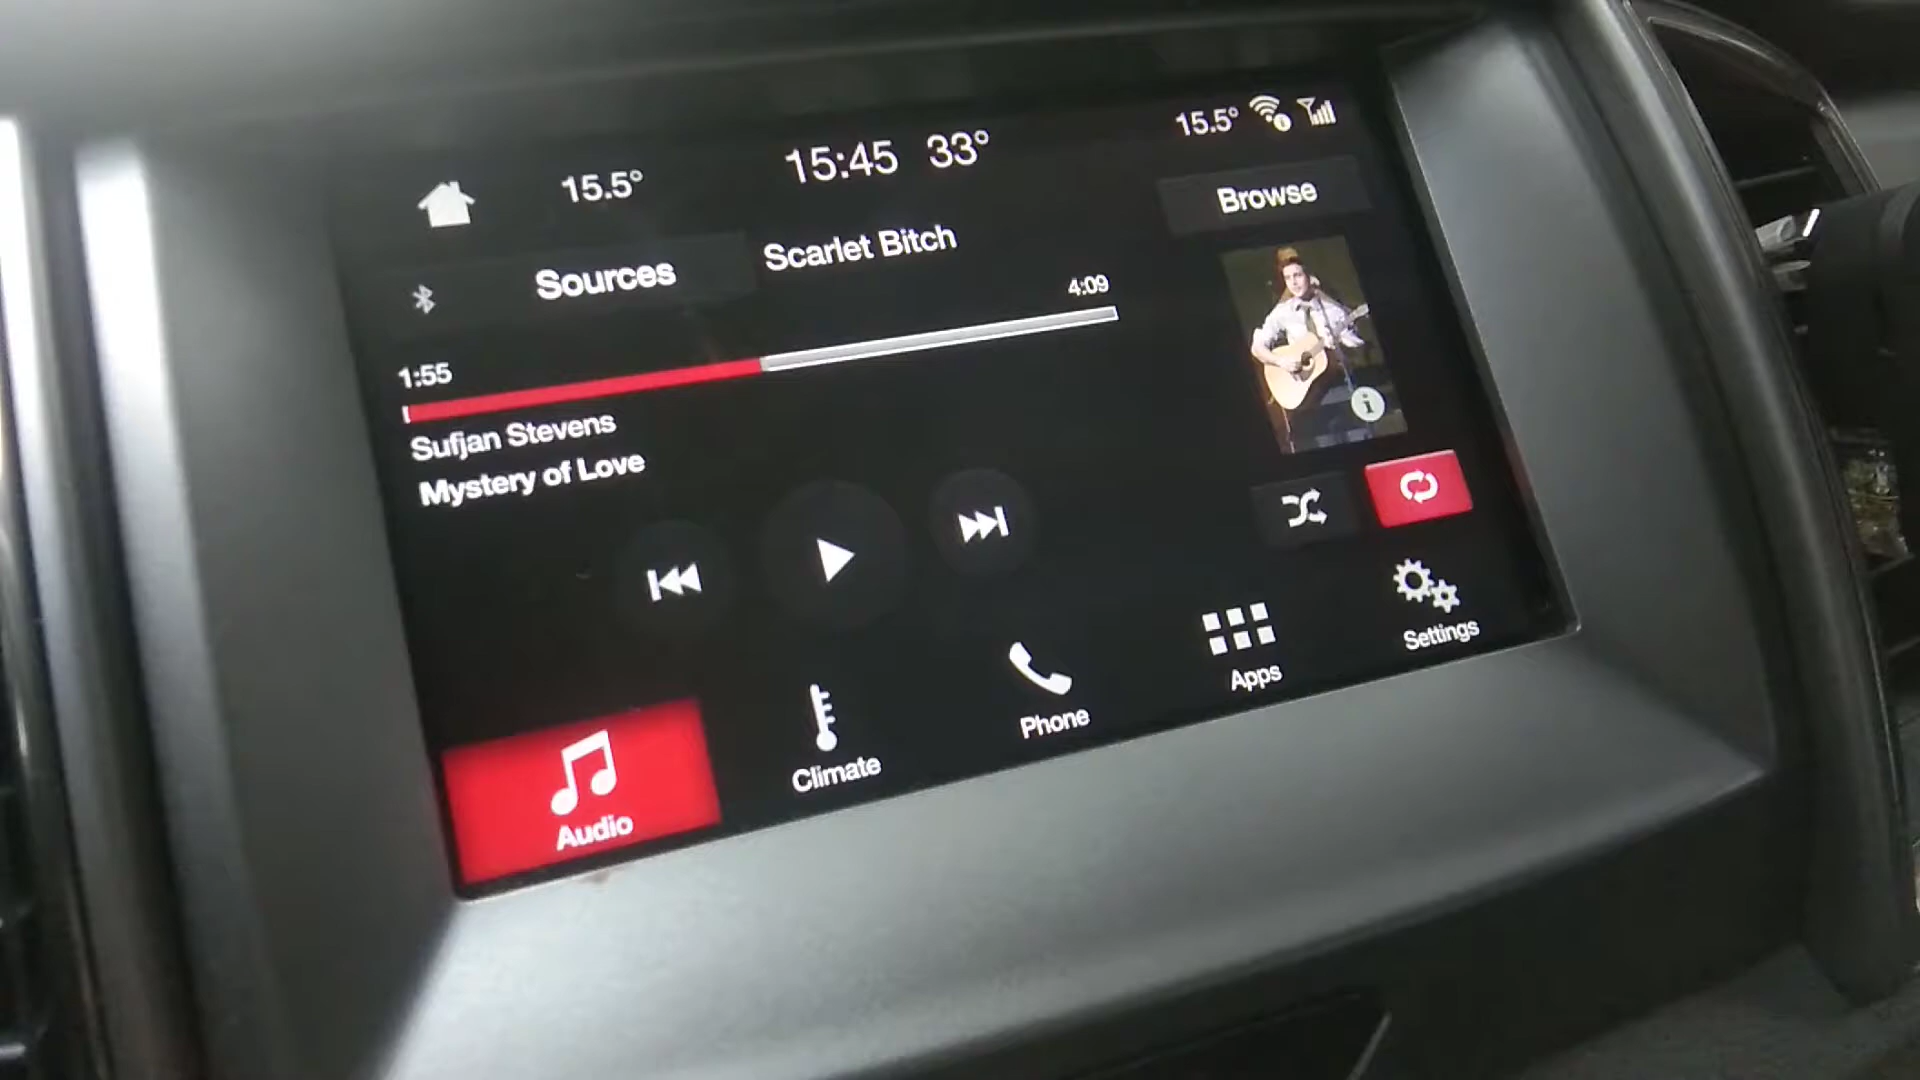 15.5°
15:45 33°
15.5°
Sources
Scarlet Bitch
Browse
1:55
4:09
Sufjan Stevens
Mystery of Love
Audio
Climate
Phone
Apps
Settings